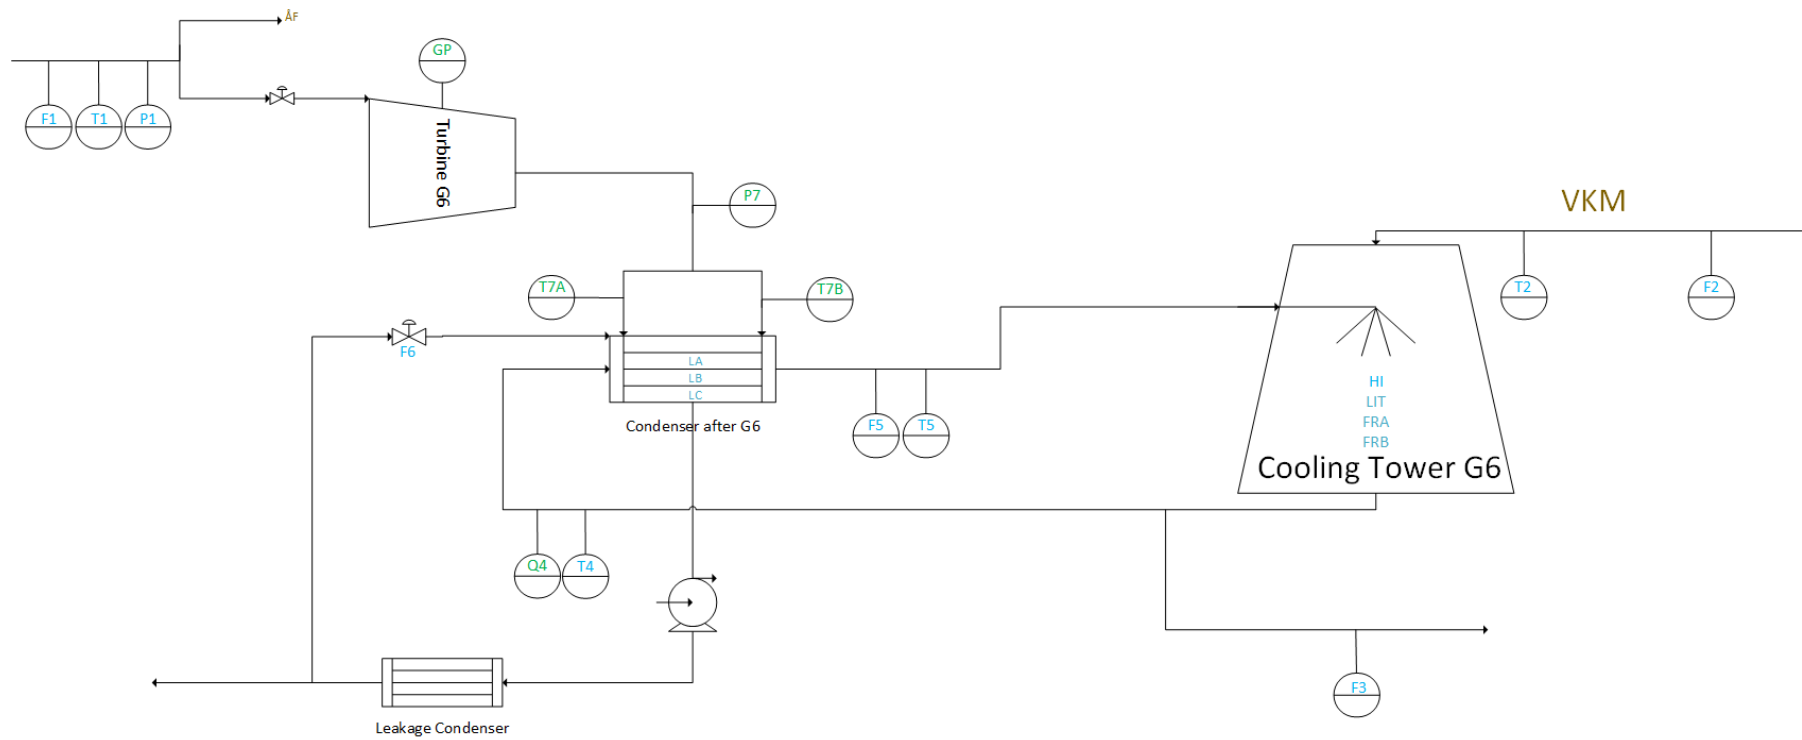 ÅF
GP
F1
T1
P1
Turbine G6
P7
VKM
T7A
T7B
T2
F2
F6
LA
LB
LC
Condenser after G6
F5
T5
HI
LIT
FRA
FRB
Cooling Tower G6
Q4
T4
F3
Leakage Condenser